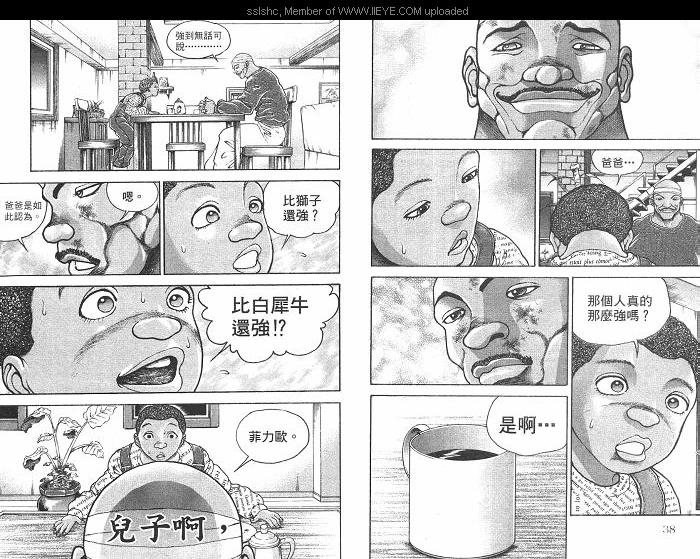 sslshc, Member of WWW.IIEYE.COM uploaded
爸爸…
那個人真的
那麼強嗎？
是啊…
38
強到無話可
說…………
比獅子
還強？
嗯。
爸爸是如
此認為。
比白犀牛
還強!?
菲力歐。
兒子啊，